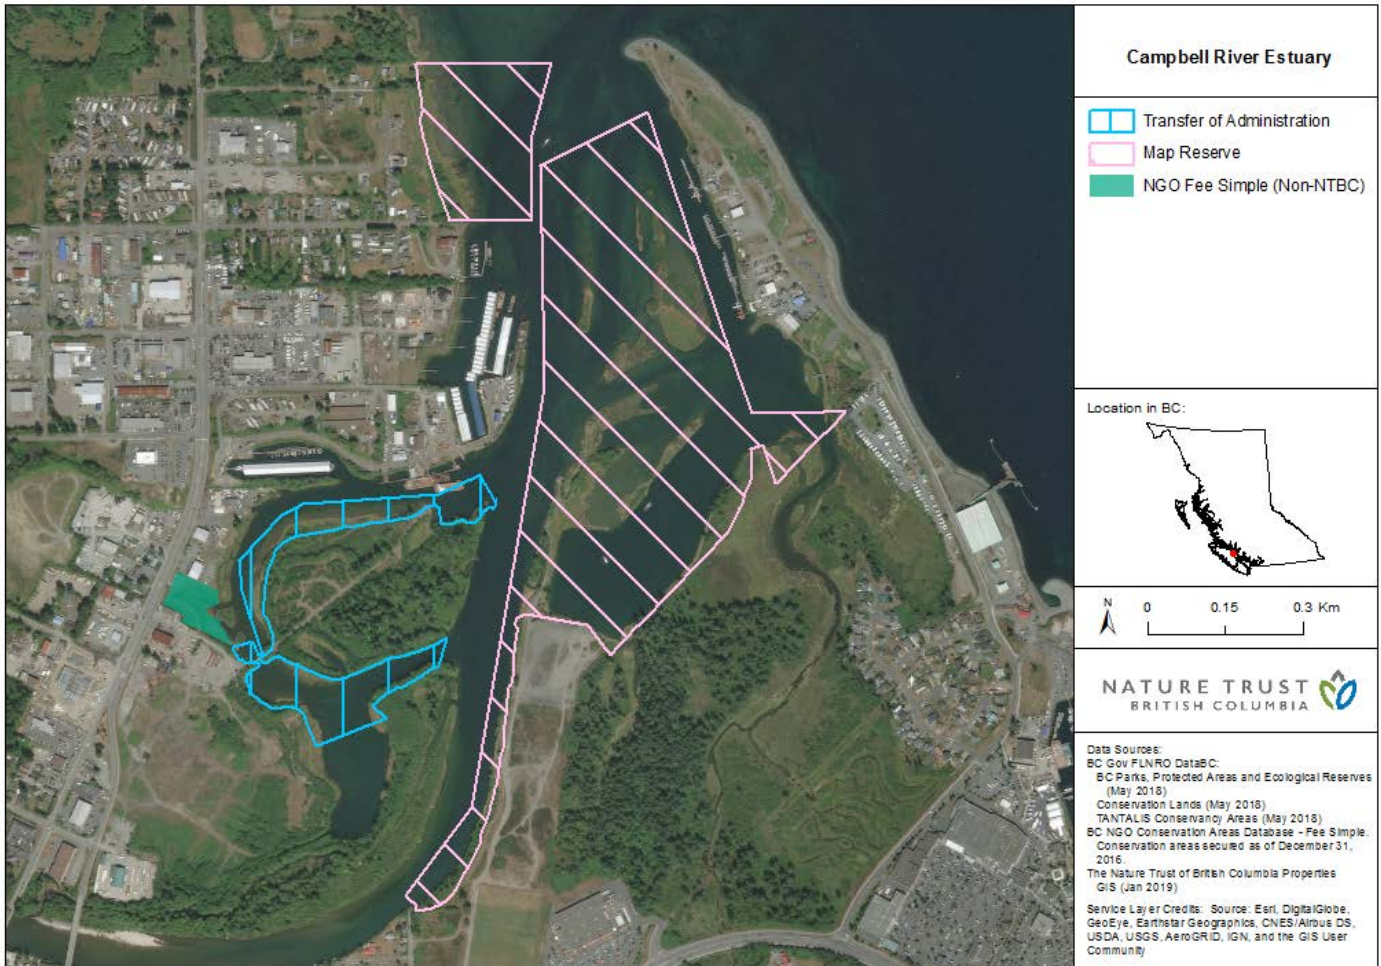 Campbell River Estuary
Transfer of Administration
Map Reserve
NGO Fee Simple (Non-NTBC)
Location in BC:
N
0 0.15 0.3 Km
NATURE TRUST
BRITISH COLUMBIA
Data Sources:
BC Gov FLNRO DataBC:
BC Parks, Protected Areas and Ecological Reserves
(May 2018)
Conservation Lands (May 2018)
TANTALIS Conservancy Areas (May 2018)
BC NGO Conservation Areas Database - Fee Simple.
Conservation areas secured as of December 31,
2016.
The Nature Trust of British Columbia Properties
GIS (Jan 2019)
Service Layer Credits: Source: Esri, DigitalGlobe,
GeoEye, Earthstar Geographics, CNES/Airbus DS,
USDA, USGS, AeroGRID, IGN, and the GIS User
Community